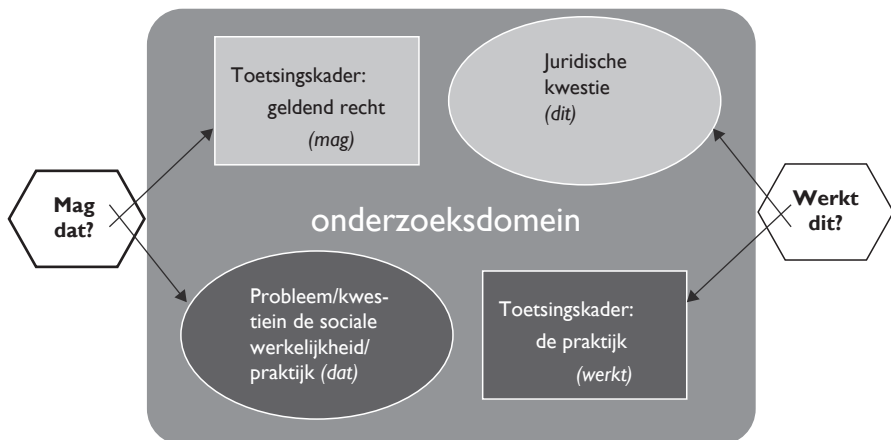 Toetsingskader:
geldend recht
(mag)
Juridische
kwestie
(dit)
Mag
dat?
onderzoeksdomein
Werkt
dit?
Probleem/kwes-
tiein de sociale
werkelijkheid/
praktijk (dat)
Toetsingskader:
de praktijk
(werkt)